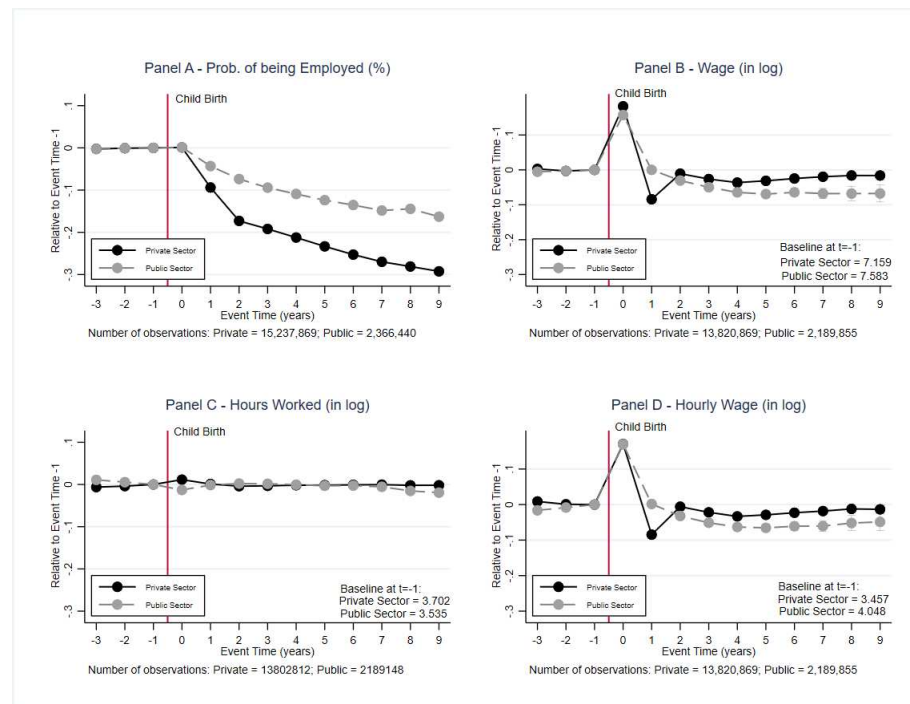 Panel A - Prob. of being Employed (%)
Child Birth
Relative to Event Time -1
.1
0
-.1
-.2
-.3
Private Sector
Public Sector
-3 -2 -1 0 1 2 3 4 5 6 7 8 9
Event Time (years)
Number of observations: Private = 15,237,869; Public = 2,366,440
Panel B - Wage (in log)
Child Birth
Relative to Event Time -1
.1
0
-.1
-.2
-.3
Private Sector
Public Sector
Baseline at t=-1:
Private Sector = 7.159
Public Sector = 7.583
-3 -2 -1 0 1 2 3 4 5 6 7 8 9
Event Time (years)
Number of observations: Private = 13,820,869; Public = 2,189,855
Panel C - Hours Worked (in log)
Child Birth
Relative to Event Time -1
.1
0
-.1
-.2
-.3
Private Sector
Public Sector
Baseline at t=-1:
Private Sector = 3.702
Public Sector = 3.535
-3 -2 -1 0 1 2 3 4 5 6 7 8 9
Event Time (years)
Number of observations: Private = 13802812; Public = 2189148
Panel D - Hourly Wage (in log)
Child Birth
Relative to Event Time -1
.1
0
-.1
-.2
-.3
Private Sector
Public Sector
Baseline at t=-1:
Private Sector = 3.457
Public Sector = 4.048
-3 -2 -1 0 1 2 3 4 5 6 7 8 9
Event Time (years)
Number of observations: Private = 13,820,869; Public = 2,189,855